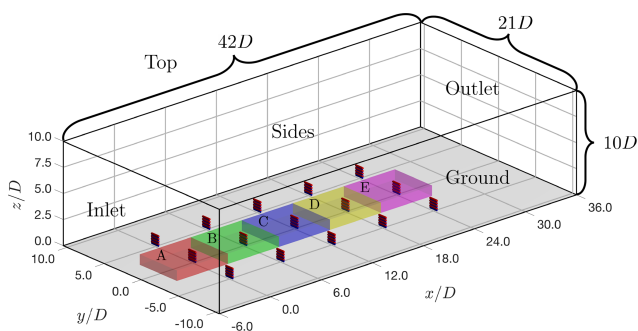 42D
21D
Top
Outlet
10.0
Sides
10D
7.5
z/D
5.0
E
Ground
2.5
Inlet
D
C
36.0
0.0
B
30.0
10.0
A
24.0
5.0
18.0
0.0
12.0
x/D
-5.0
6.0
y/D
0.0
-10.0
-6.0